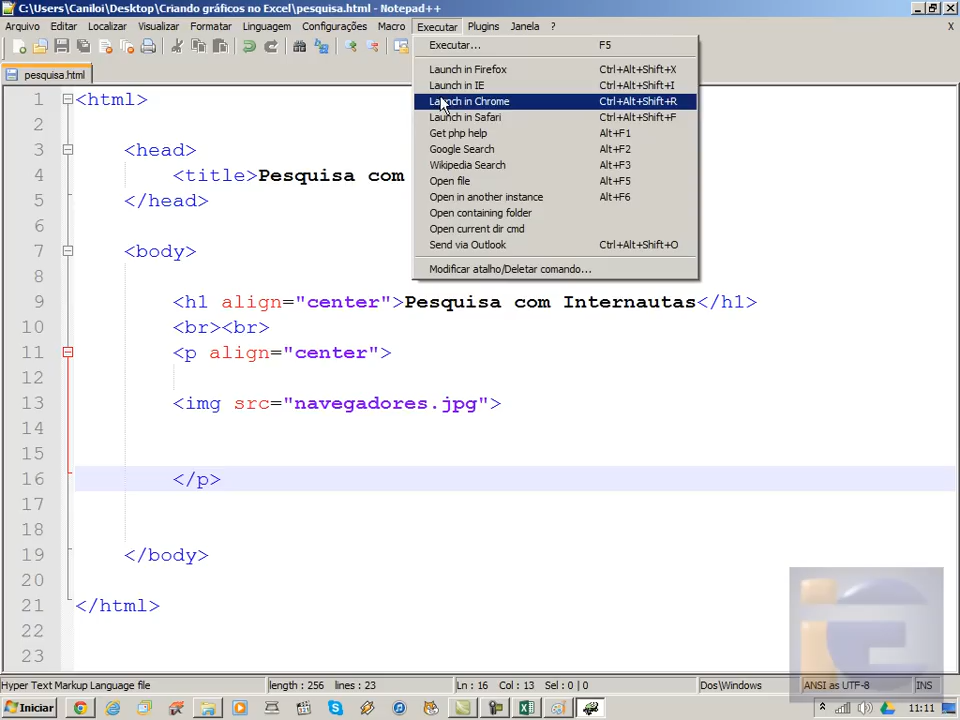 C:\Users\Caniloi\Desktop\Criando gráficos no Excel\pesquisa.html - Notepad++
Arquivo Editar Localizar Visualizar Formatar Linguagem Configurações Macro Executar Plugins Janela ? X
pesquisa.html
Executar... F5
Launch in Firefox Ctrl+Alt+Shift+X
Launch in IE Ctrl+Alt+Shift+I
Launch in Chrome Ctrl+Alt+Shift+R
Launch in Safari Ctrl+Alt+Shift+F
Get php help Alt+F1
Google Search Alt+F2
Wikipedia Search Alt+F3
Open file Alt+F5
Open in another instance Alt+F6
Open containing folder
Open current dir cmd
Send via Outlook Ctrl+Alt+Shift+O
Modificar atalho/Deletar comando...
1 <html>
2
3 <head>
4 <title>Pesquisa com
5 </head>
6
7 <body>
8
9 <h1 align="center">Pesquisa com Internautas</h1>
10 <br><br>
11 <p align="center">
12
13 <img src="navegadores.jpg">
14
15
16 </p>
17
18
19 </body>
20
21 </html>
22
23
Hyper Text Markup Language file length : 256 lines : 23 Ln : 16 Col : 13 Sel : 0 | 0 Dos\Windows ANSI as UTF-8 INS
Iniciar 11:11